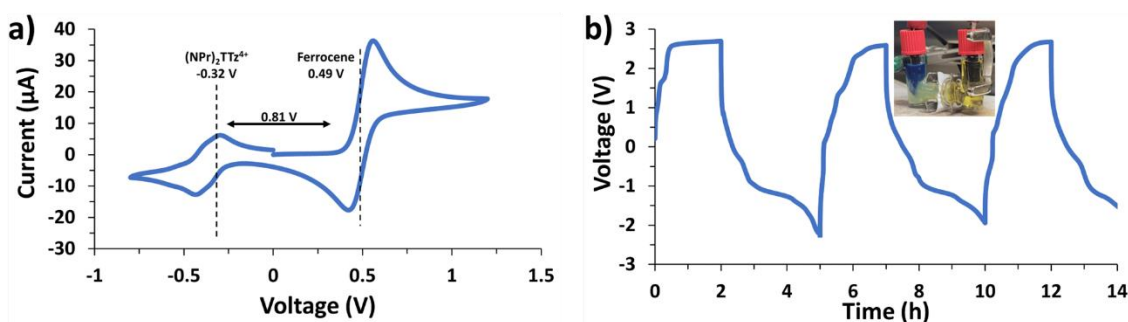 a)
(NPr)₂TTz⁴⁺
-0.32 V
Ferrocene
0.49 V
0.81 V
Current (µA)
40
30
20
10
0
-10
-20
-30
-1
-0.5
0
0.5
1
1.5
Voltage (V)
b)
Voltage (V)
3
2
1
0
-1
-2
-3
0
2
4
6
8
10
12
14
Time (h)